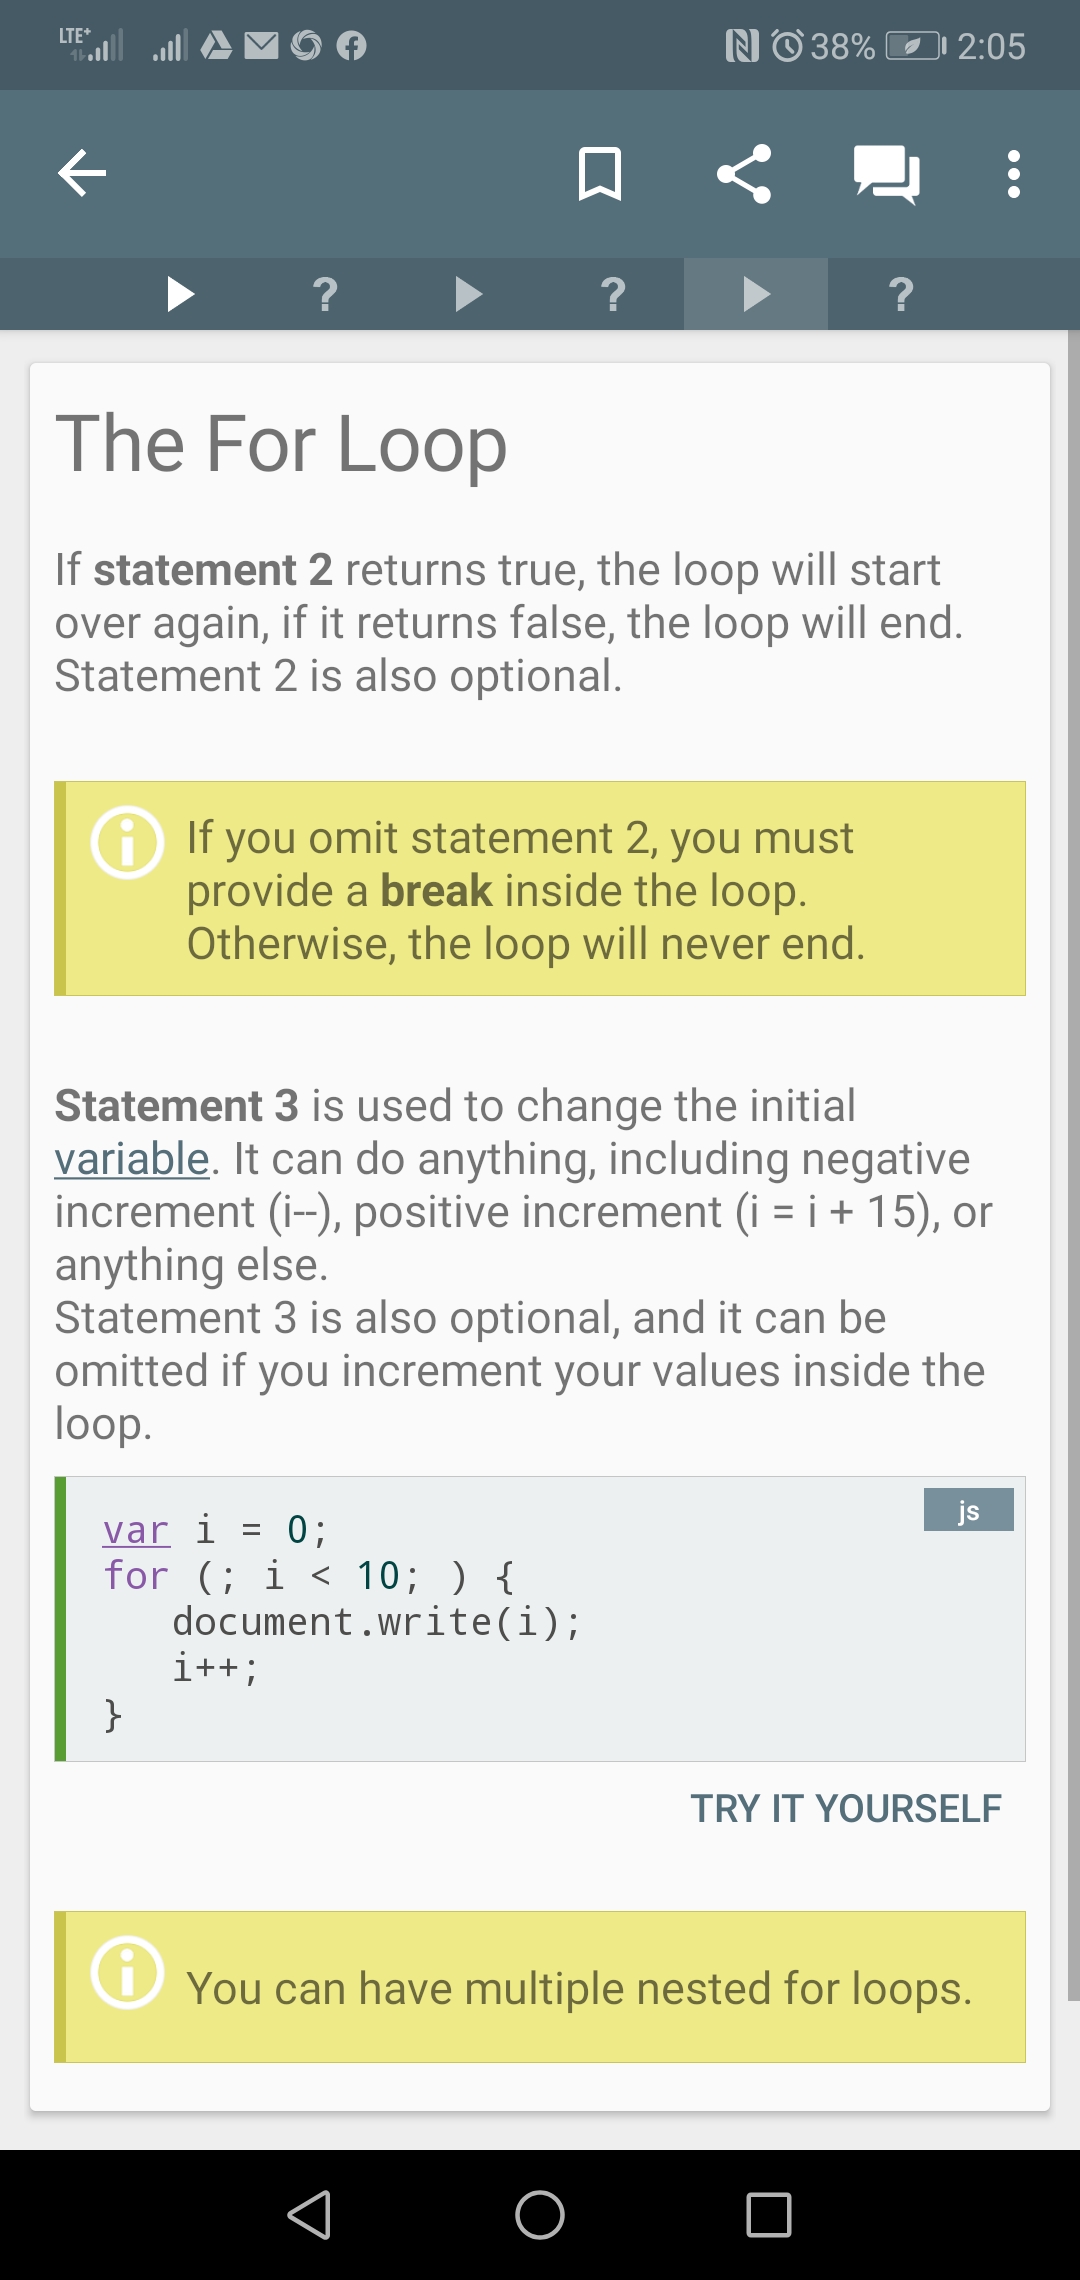 LTE+ 38% 2:05
? ? ?
The For Loop
If statement 2 returns true, the loop will start
over again, if it returns false, the loop will end.
Statement 2 is also optional.
If you omit statement 2, you must
provide a break inside the loop.
Otherwise, the loop will never end.
Statement 3 is used to change the initial
variable. It can do anything, including negative
increment (i--), positive increment (i = i + 15), or
anything else.
Statement 3 is also optional, and it can be
omitted if you increment your values inside the
loop.
js
var i = 0;
for (; i < 10; ) {
   document.write(i);
   i++;
}
TRY IT YOURSELF
You can have multiple nested for loops.